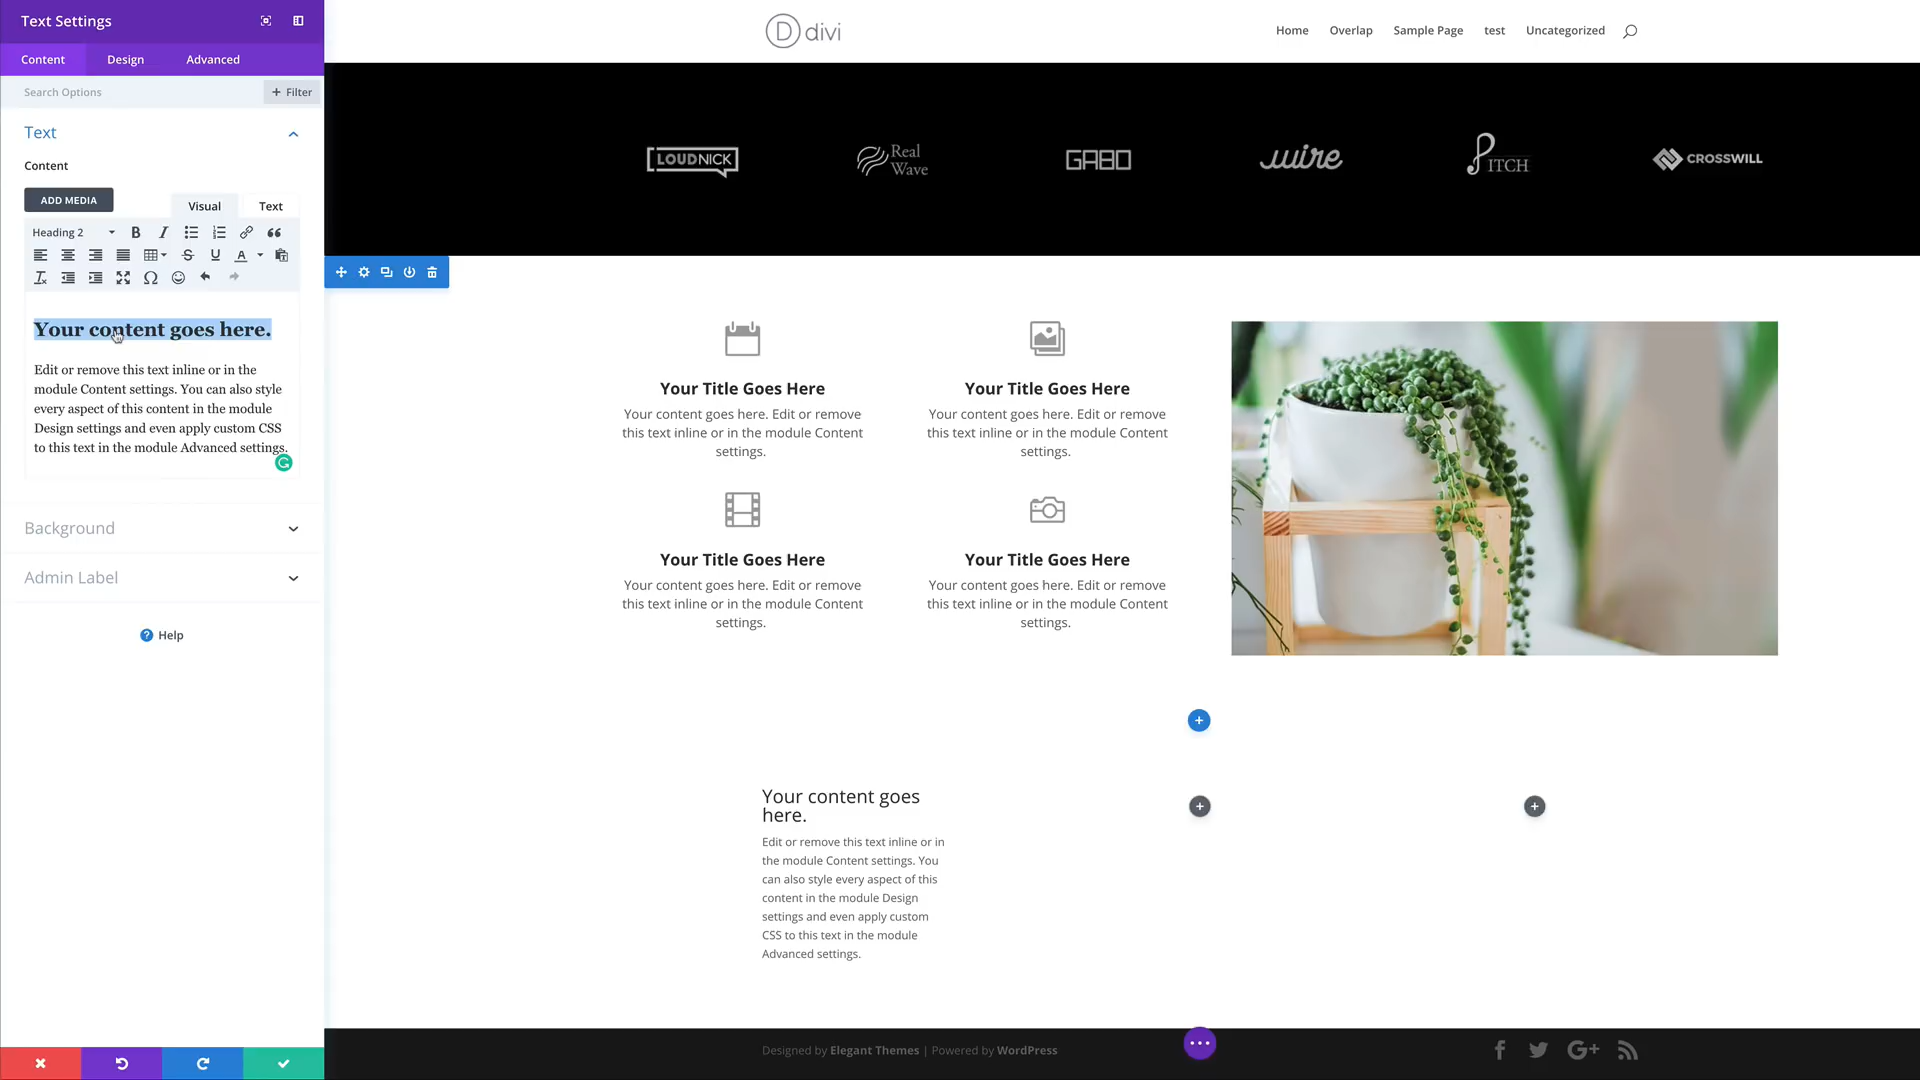 Text Settings
Content
Design
Advanced
Search Options
+ Filter
Text
Content
ADD MEDIA
Visual
Text
Heading 2
Your content goes here.
Edit or remove this text inline or in the
module Content settings. You can also style
every aspect of this content in the module
Design settings and even apply custom CSS
to this text in the module Advanced settings.
Background
Admin Label
Help
divi
Home
Overlap
Sample Page
test
Uncategorized
LOUDNICK
Real
Wave
GABO
wire
PITCH
CROSSWILL
Your Title Goes Here
Your content goes here. Edit or remove
this text inline or in the module Content
settings.
Your Title Goes Here
Your content goes here. Edit or remove
this text inline or in the module Content
settings.
Your Title Goes Here
Your content goes here. Edit or remove
this text inline or in the module Content
settings.
Your Title Goes Here
Your content goes here. Edit or remove
this text inline or in the module Content
settings.
Your content goes
here.
Edit or remove this text inline or in
the module Content settings. You
can also style every aspect of this
content in the module Design
settings and even apply custom
CSS to this text in the module
Advanced settings.
Designed by Elegant Themes | Powered by WordPress